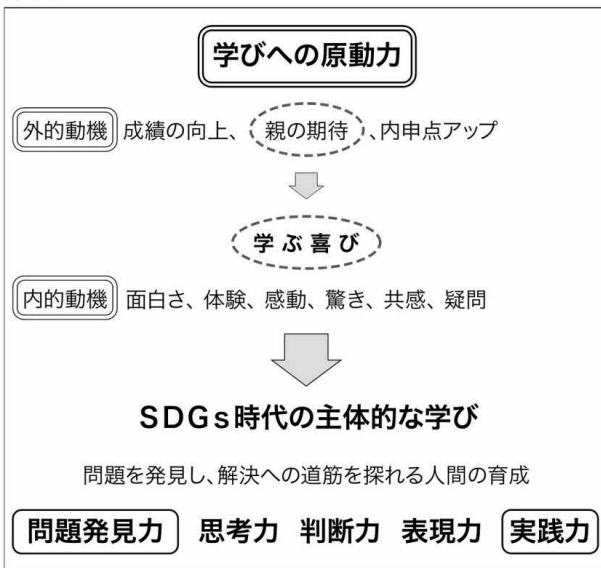 学びへの原動力
外的動機 成績の向上、親の期待、内申点アップ
学ぶ喜び
内的動機 面白さ、体験、感動、驚き、共感、疑問
SDGs時代の主体的な学び
問題を発見し、解決への道筋を探れる人間の育成
問題発見力 思考力 判断力 表現力 実践力